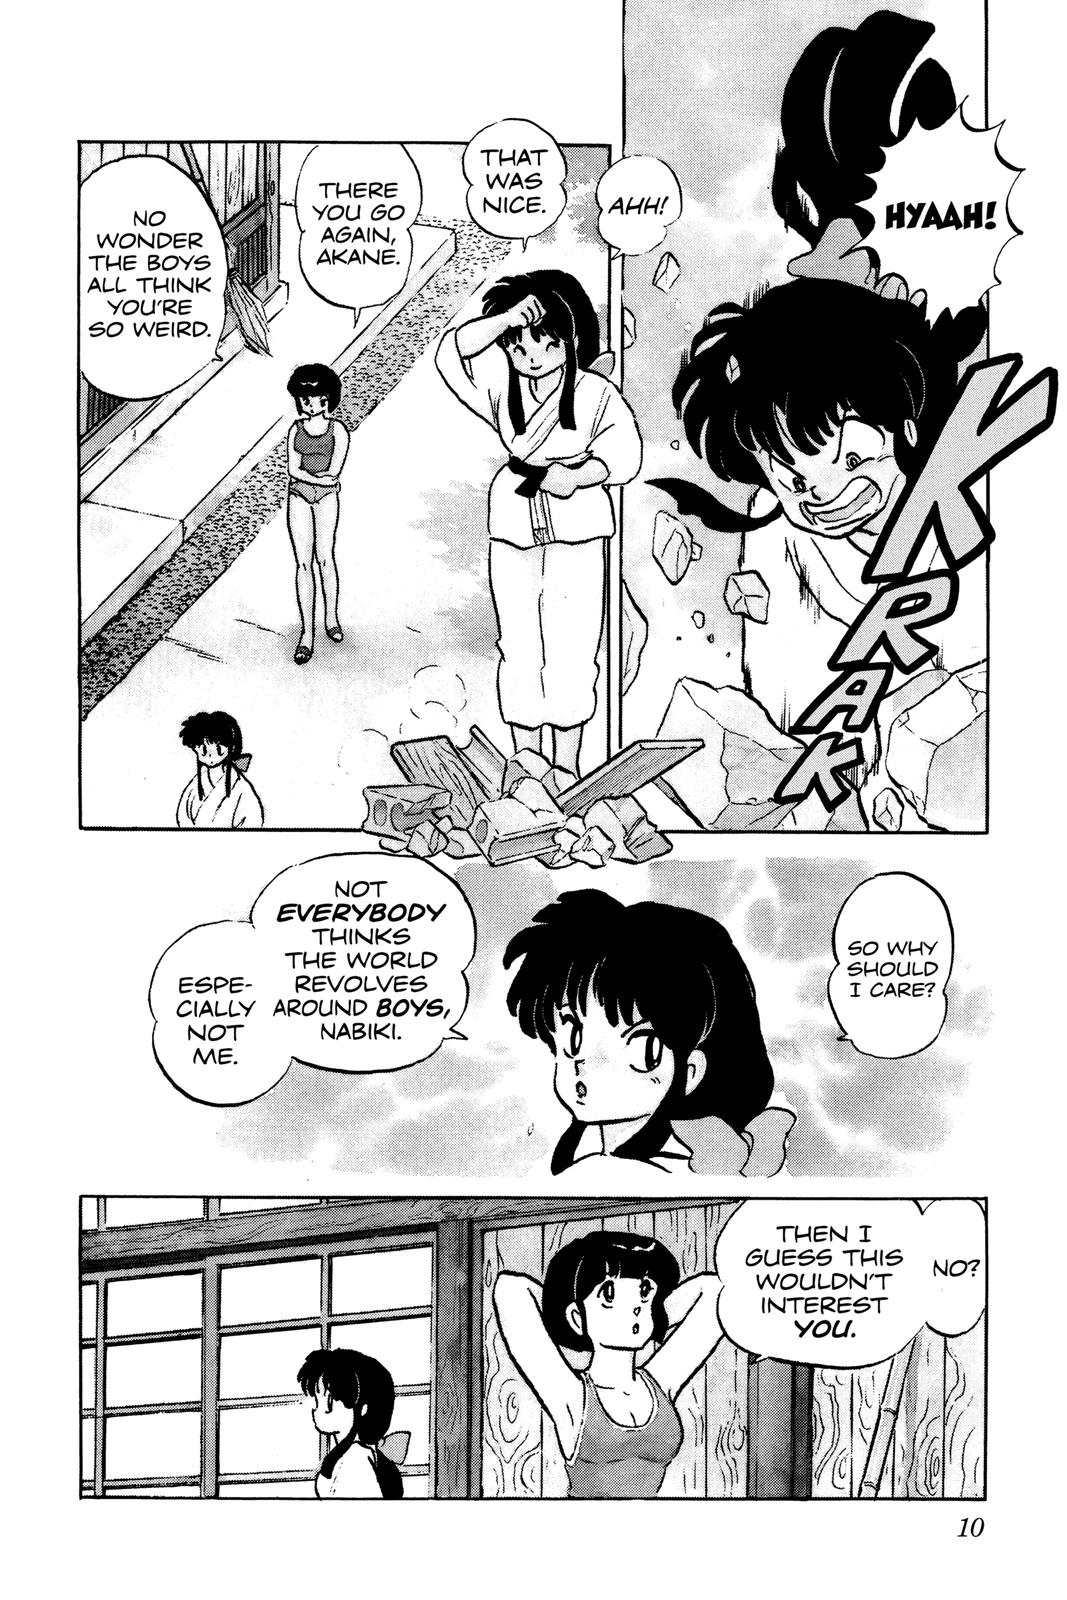 HYAAH!
KRAK
AHH!
THAT
WAS
NICE.
THERE
YOU GO
AGAIN,
AKANE.
NO
WONDER
THE BOYS
ALL THINK
YOU'RE
SO WEIRD.
NOT
EVERYBODY
THINKS
THE WORLD
REVOLVES
AROUND BOYS,
NABIKI.
ESPE-
CIALLY
NOT
ME.
SO WHY
SHOULD
I CARE?
NO?
THEN I
GUESS THIS
WOULDN'T
INTEREST
YOU.
10